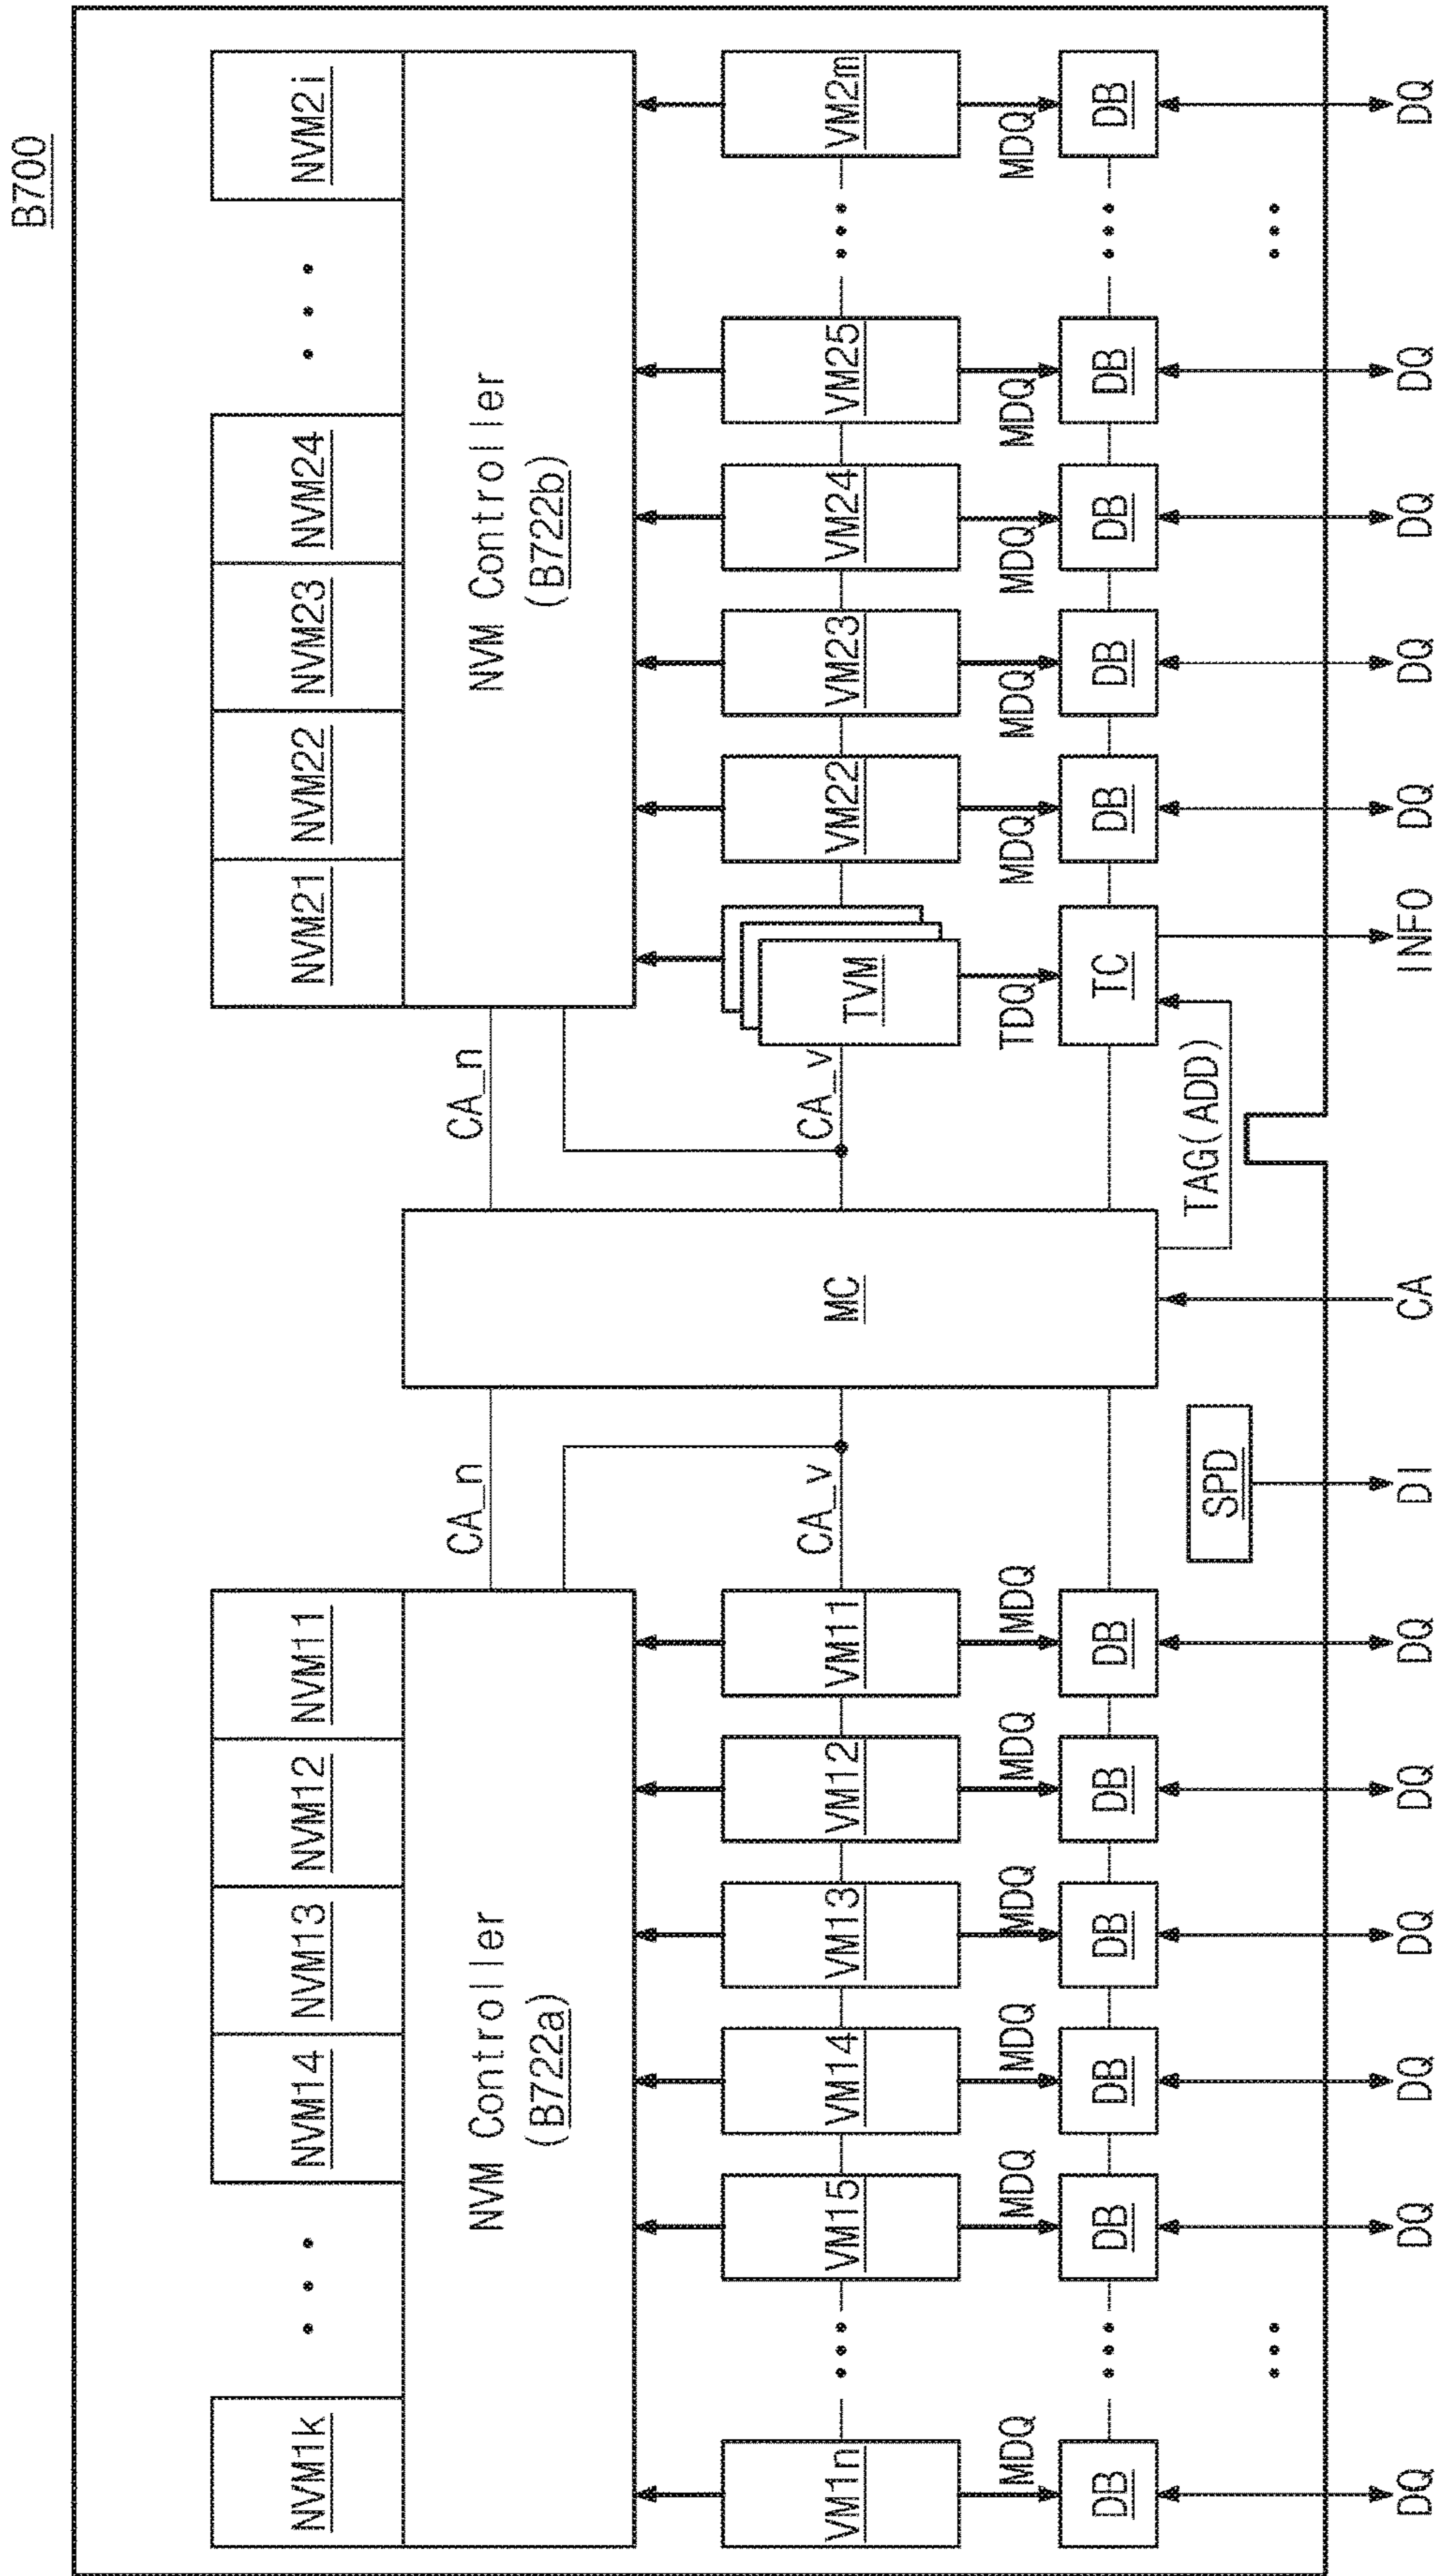 B700
NVM1k
NVM14
NVM13
NVM12
NVM11
NVM21
NVM22
NVM23
NVM24
NVM2i
NVM Controller
(B722a)
CA_n
CA_n
NVM Controller
(B722b)
VM1n
VM15
VM14
VM13
VM12
VM11
CA_v
MC
CA_v
TVM
VM22
VM23
VM24
VM25
VM2m
MDQ
MDQ
MDQ
MDQ
MDQ
MDQ
TDQ
MDQ
MDQ
MDQ
MDQ
MDQ
DB
DB
DB
DB
DB
DB
TC
DB
DB
DB
DB
DB
SPD
TAG(ADD)
DQ
DQ
DQ
DQ
DQ
DQ
DI
CA
INFO
DQ
DQ
DQ
DQ
DQ